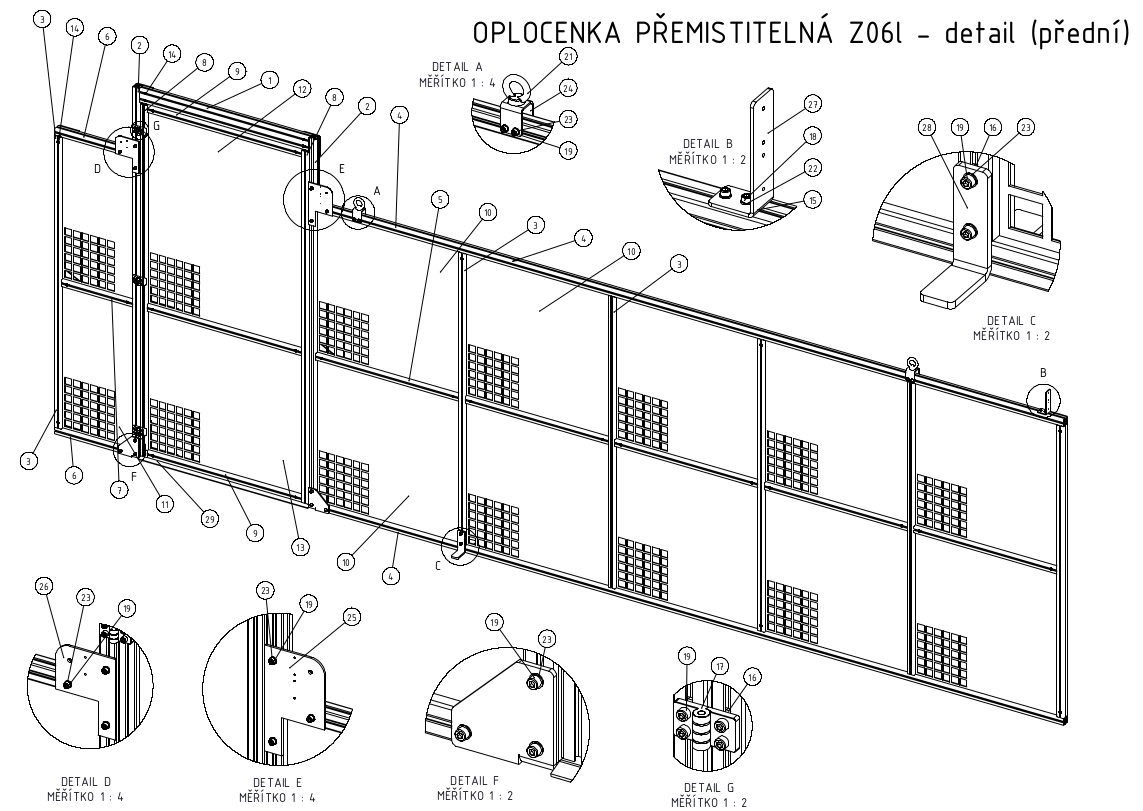 OPLOCENKA PŘEMISTITELNÁ Z06l - detail (přední)
3
14
6
2
14
8
9
1
12
8
2
4
G
D
E
A
5
10
3
4
10
3
B
DETAIL A
MĚŘÍTKO 1 : 4
21
24
23
19
DETAIL B
MĚŘÍTKO 1 : 2
27
18
22
15
28
19
16
23
DETAIL C
MĚŘÍTKO 1 : 2
3
6
7
F
11
29
9
13
10
4
C
26
23
19
DETAIL D
MĚŘÍTKO 1 : 4
23
19
25
DETAIL E
MĚŘÍTKO 1 : 4
19
23
DETAIL F
MĚŘÍTKO 1 : 2
19
17
16
DETAIL G
MĚŘÍTKO 1 : 2